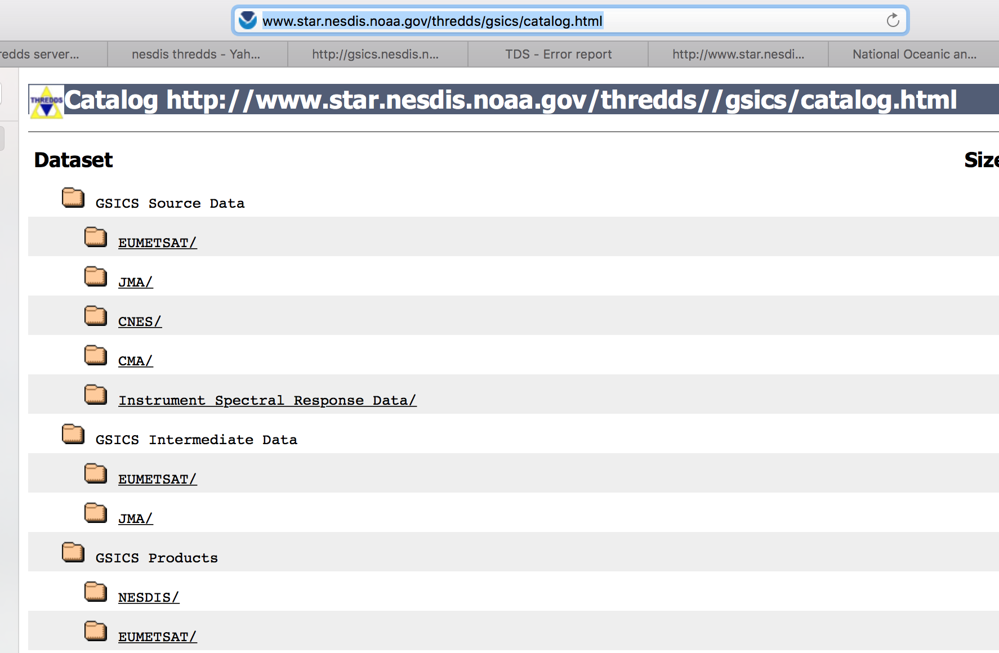 www.star.nesdis.noaa.gov/thredds/gsics/catalog.html
redds server... nesdis thredds - Yah... http://gsics.nesdis.n... TDS - Error report http://www.star.nesdi... National Oceanic an...
THREDDS Catalog http://www.star.nesdis.noaa.gov/thredds//gsics/catalog.html
Dataset Size
GSICS Source Data
EUMETSAT/
JMA/
CNES/
CMA/
Instrument Spectral Response Data/
GSICS Intermediate Data
EUMETSAT/
JMA/
GSICS Products
NESDIS/
EUMETSAT/